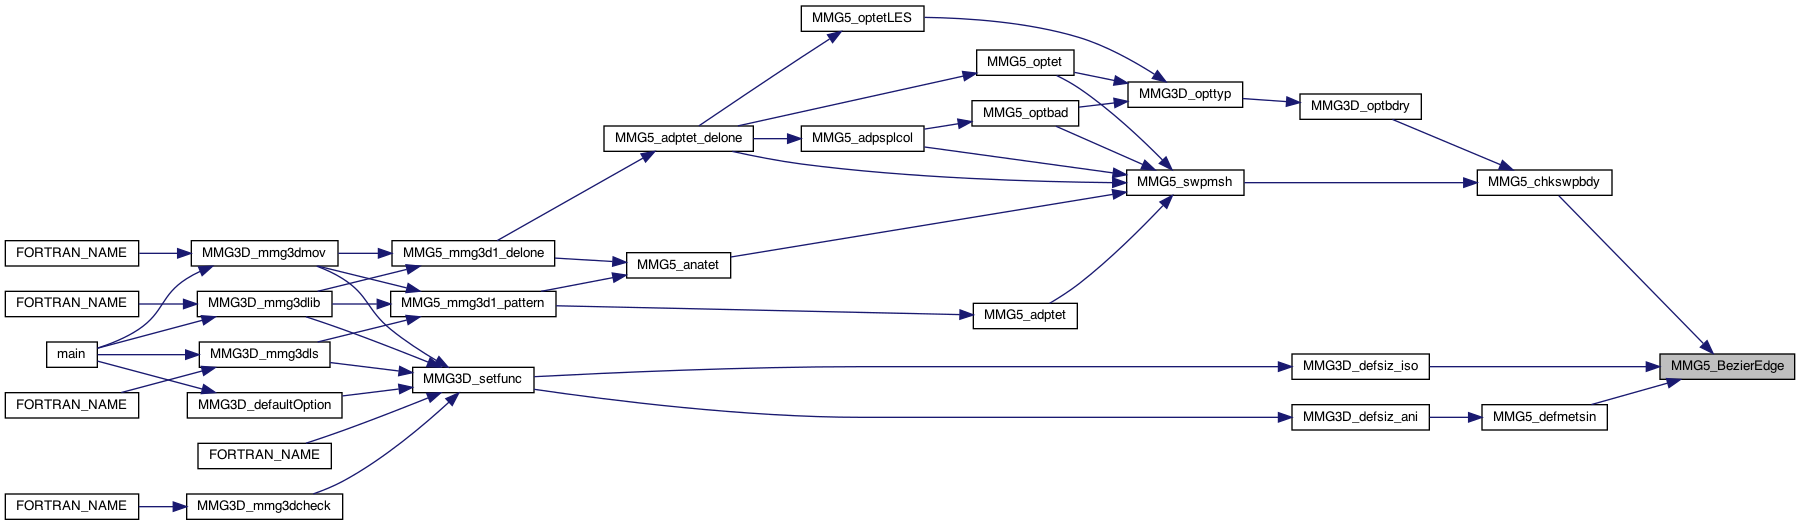 MMG5_optetLES
MMG5_optet
MMG3D_opttyp
MMG3D_optbdry
MMG5_optbad
MMG5_adptet_delone
MMG5_adpsplcol
MMG5_swpmsh
MMG5_chkswpbdy
FORTRAN_NAME
MMG3D_mmg3dmov
MMG5_mmg3d1_delone
MMG5_anatet
FORTRAN_NAME
MMG3D_mmg3dlib
MMG5_mmg3d1_pattern
MMG5_adptet
main
MMG3D_mmg3dls
MMG3D_setfunc
MMG3D_defsiz_iso
MMG5_BezierEdge
FORTRAN_NAME
MMG3D_defaultOption
MMG3D_defsiz_ani
MMG5_defmetsin
FORTRAN_NAME
FORTRAN_NAME
MMG3D_mmg3dcheck